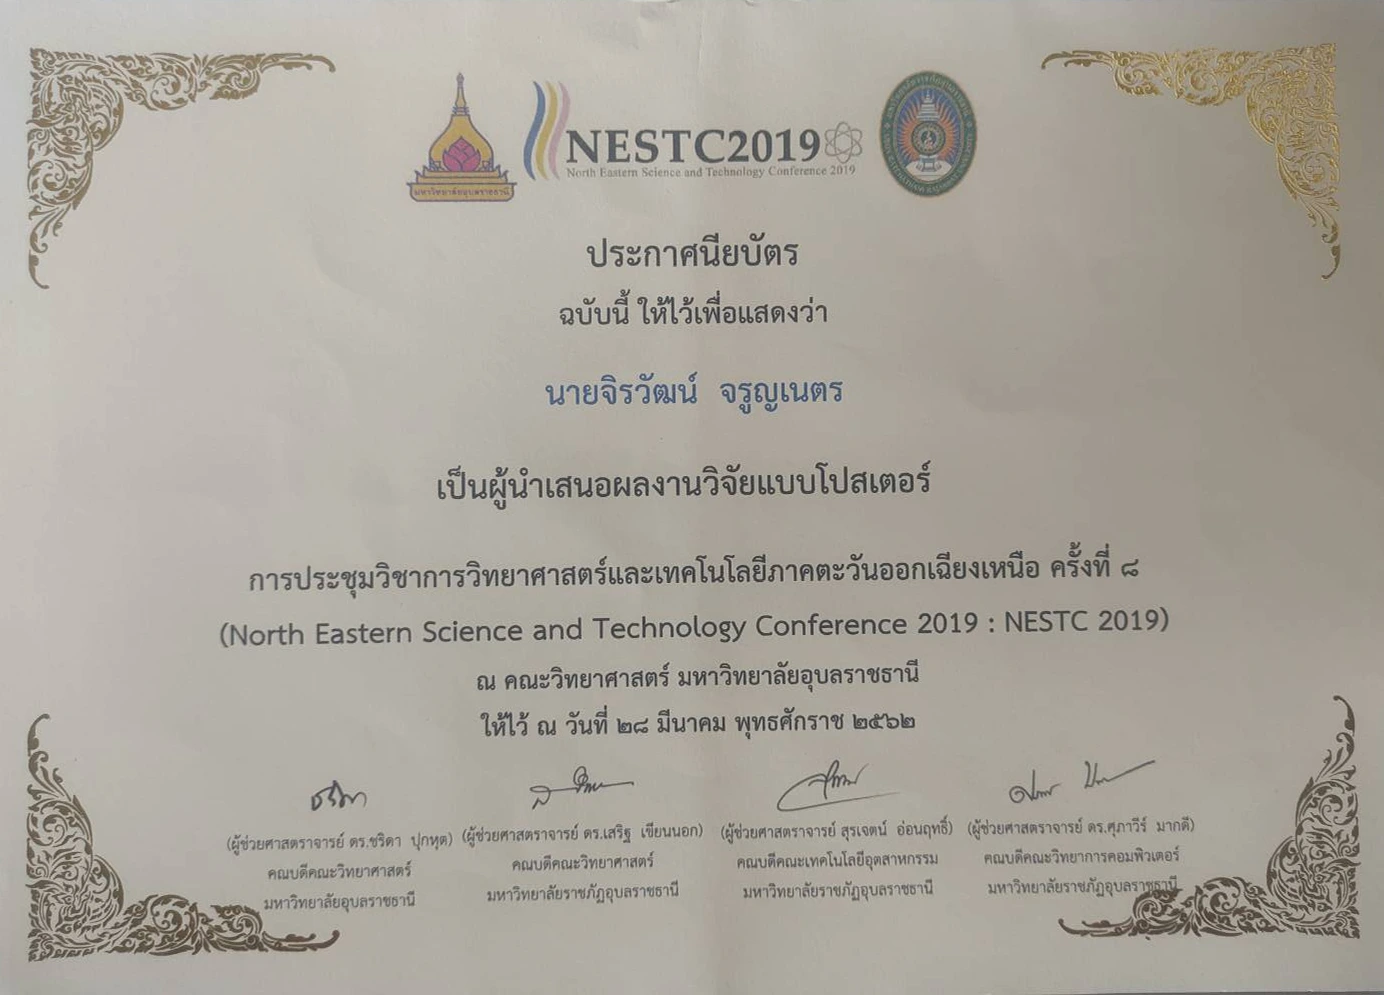 มหาวิทยาลัยอุบลราชธานี
NESTC2019
North Eastern Science and Technology Conference 2019
ประกาศนียบัตร
ฉบับนี้ ให้ไว้เพื่อแสดงว่า
นายจิรวัฒน์ จรูญเนตร
เป็นผู้นำเสนอผลงานวิจัยแบบโปสเตอร์
การประชุมวิชาการวิทยาศาสตร์และเทคโนโลยีภาคตะวันออกเฉียงเหนือ ครั้งที่ ๘
(North Eastern Science and Technology Conference 2019 : NESTC 2019)
ณ คณะวิทยาศาสตร์ มหาวิทยาลัยอุบลราชธานี
ให้ไว้ ณ วันที่ ๒๘ มีนาคม พุทธศักราช ๒๕๖๒
(ผู้ช่วยศาสตราจารย์ ดร.ชริดา ปุกหุต) (ผู้ช่วยศาสตราจารย์ ดร.เสริฐ เขียนนอก) (ผู้ช่วยศาสตราจารย์ สุรเจตน์ อ่อนฤทธิ์) (ผู้ช่วยศาสตราจารย์ ดร.ศุภาวีร์ มากดี)
คณบดีคณะวิทยาศาสตร์ คณบดีคณะวิทยาศาสตร์ คณบดีคณะเทคโนโลยีอุตสาหกรรม คณบดีคณะวิทยาการคอมพิวเตอร์
มหาวิทยาลัยอุบลราชธานี มหาวิทยาลัยราชภัฏอุบลราชธานี มหาวิทยาลัยราชภัฏอุบลราชธานี มหาวิทยาลัยราชภัฏอุบลราชธานี